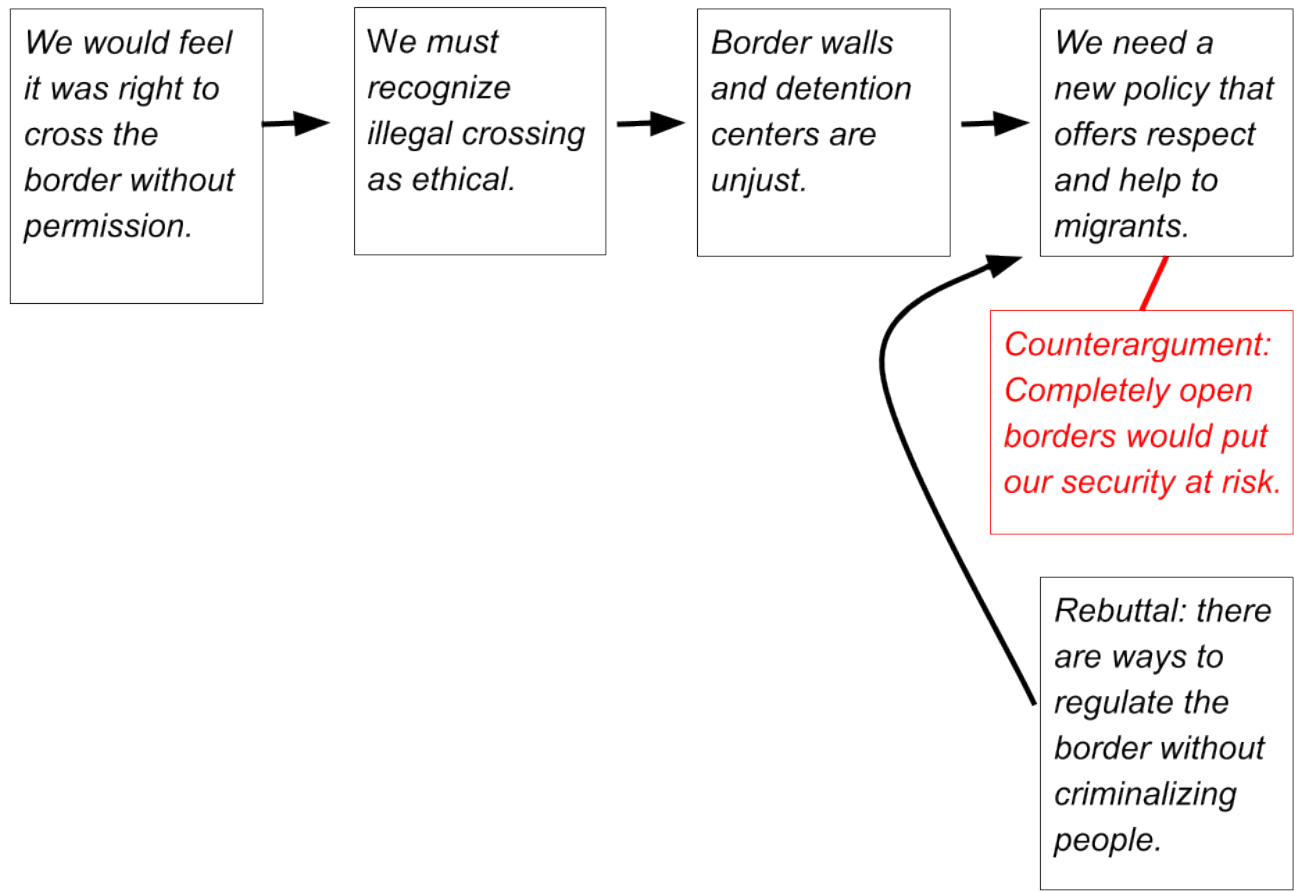 We would feel
it was right to
cross the
border without
permission.
We must
recognize
illegal crossing
as ethical.
Border walls
and detention
centers are
unjust.
We need a
new policy that
offers respect
and help to
migrants.
Counterargument:
Completely open
borders would put
our security at risk.
Rebuttal: there
are ways to
regulate the
border without
criminalizing
people.